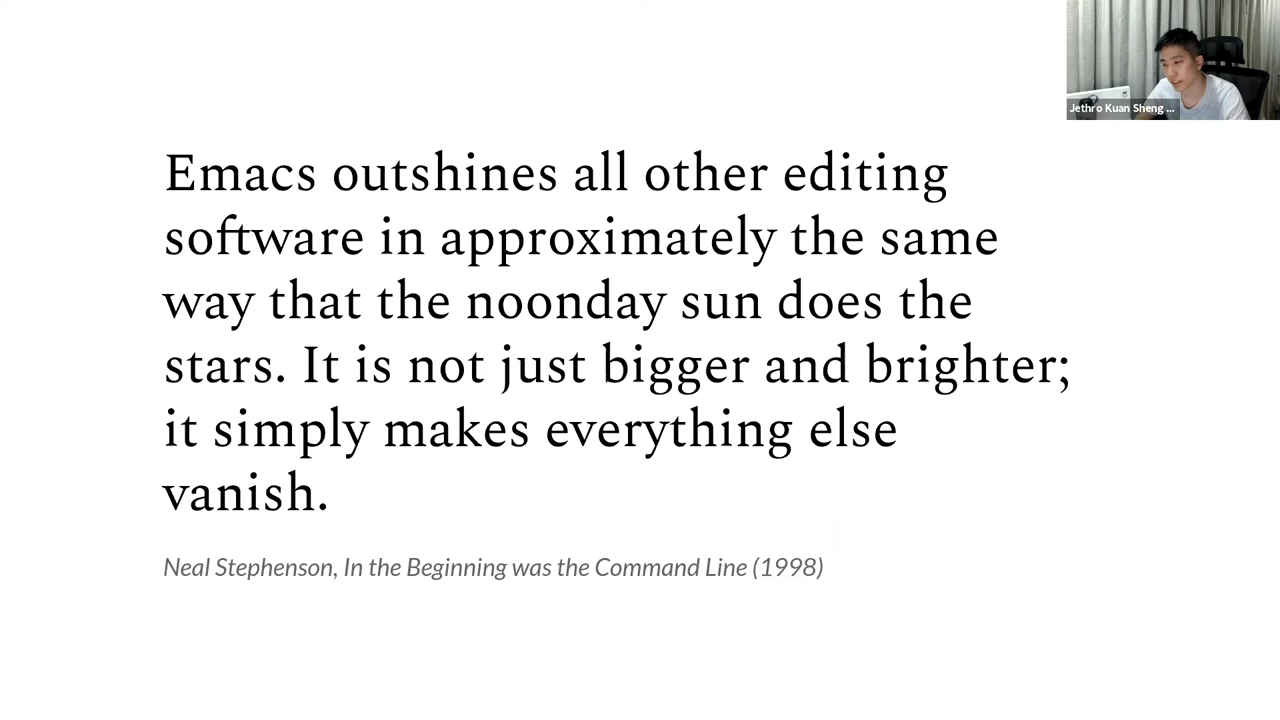 Emacs outshines all other editing
software in approximately the same
way that the noonday sun does the
stars. It is not just bigger and brighter;
it simply makes everything else
vanish.
Neal Stephenson, In the Beginning was the Command Line (1998)
Jethro Kuan Sheng ...